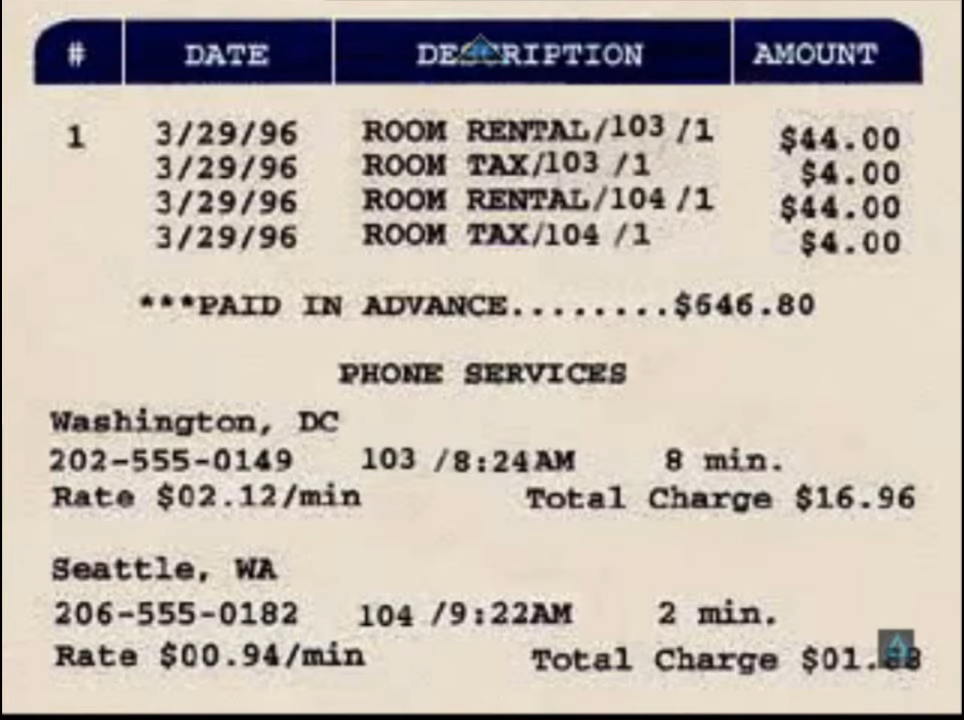 # DATE DESCRIPTION AMOUNT
1 3/29/96 ROOM RENTAL/103 /1 $44.00
3/29/96 ROOM TAX/103 /1 $4.00
3/29/96 ROOM RENTAL/104 /1 $44.00
3/29/96 ROOM TAX/104 /1 $4.00
***PAID IN ADVANCE........$646.80
PHONE SERVICES
Washington, DC
202-555-0149 103 /8:24AM 8 min.
Rate $02.12/min Total Charge $16.96
Seattle, WA
206-555-0182 104 /9:22AM 2 min.
Rate $00.94/min Total Charge